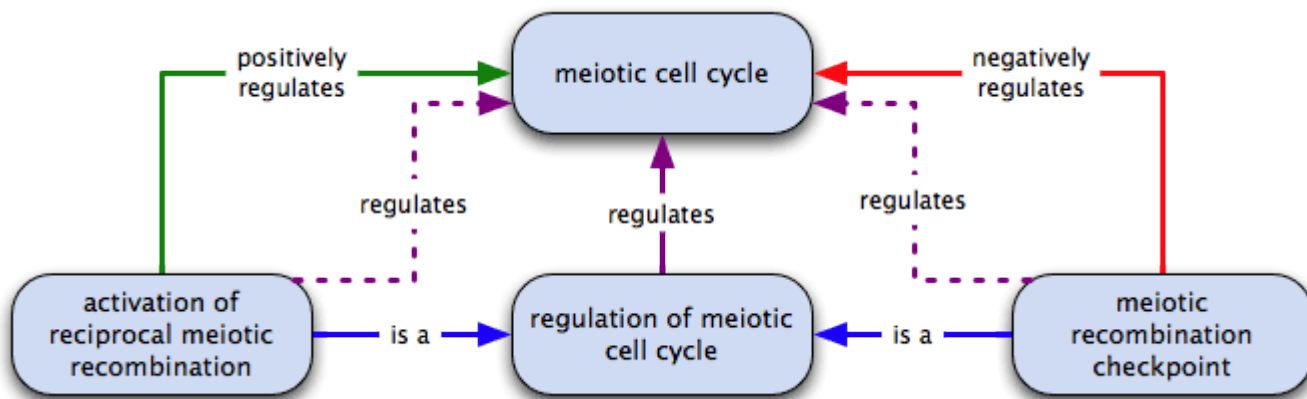 positively
regulates
meiotic cell cycle
negatively
regulates
regulates
regulates
regulates
activation of
reciprocal meiotic
recombination
is a
regulation of meiotic
cell cycle
is a
meiotic
recombination
checkpoint